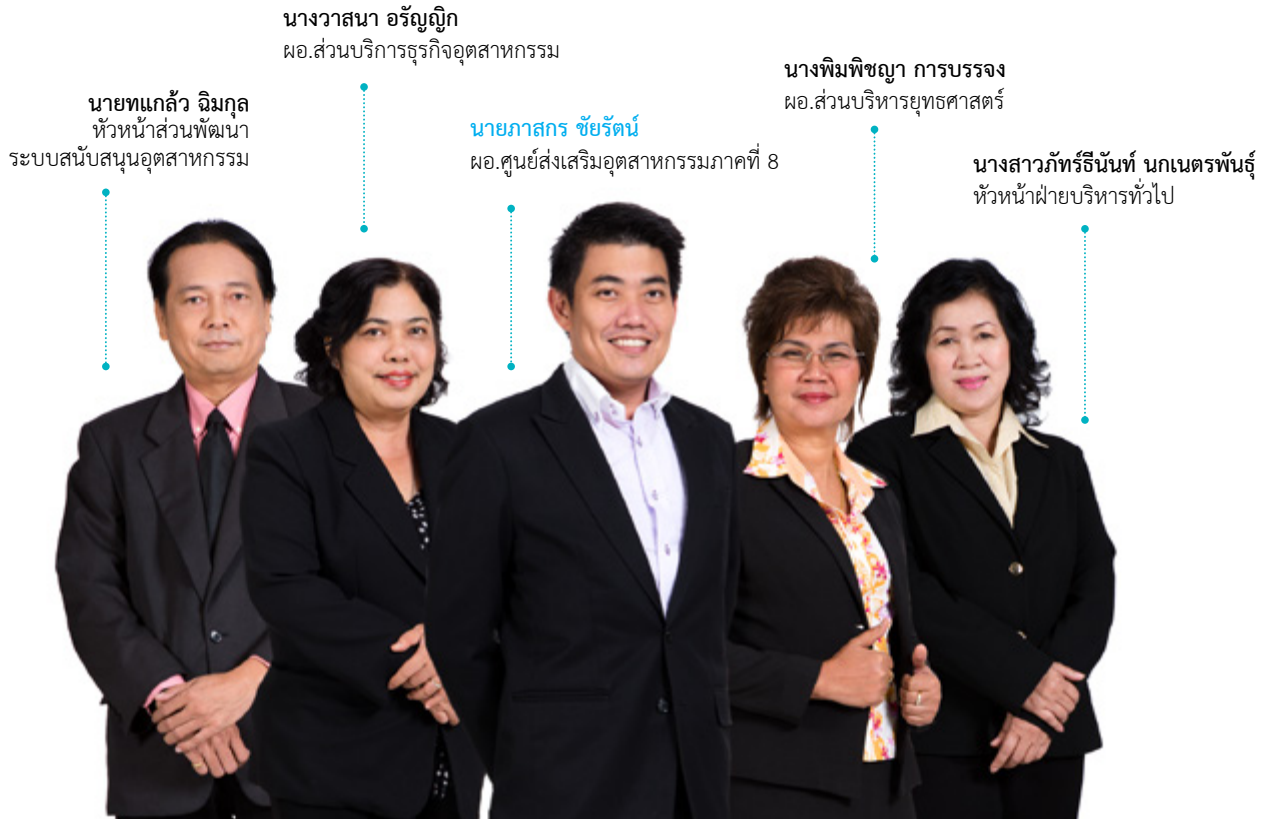 นางวาสนา อรัญญิก
ผอ.ส่วนบริการธุรกิจอุตสาหกรรม
นายทแกล้ว ฉิมกุล
หัวหน้าส่วนพัฒนา
ระบบสนับสนุนอุตสาหกรรม
นายภาสกร ชัยรัตน์
ผอ.ศูนย์ส่งเสริมอุตสาหกรรมภาคที่ 8
นางพิมพิชญา การบรรจง
ผอ.ส่วนบริหารยุทธศาสตร์
นางสาวภัทร์ธีนันท์ นกเนตรพันธุ์
หัวหน้าฝ่ายบริหารทั่วไป